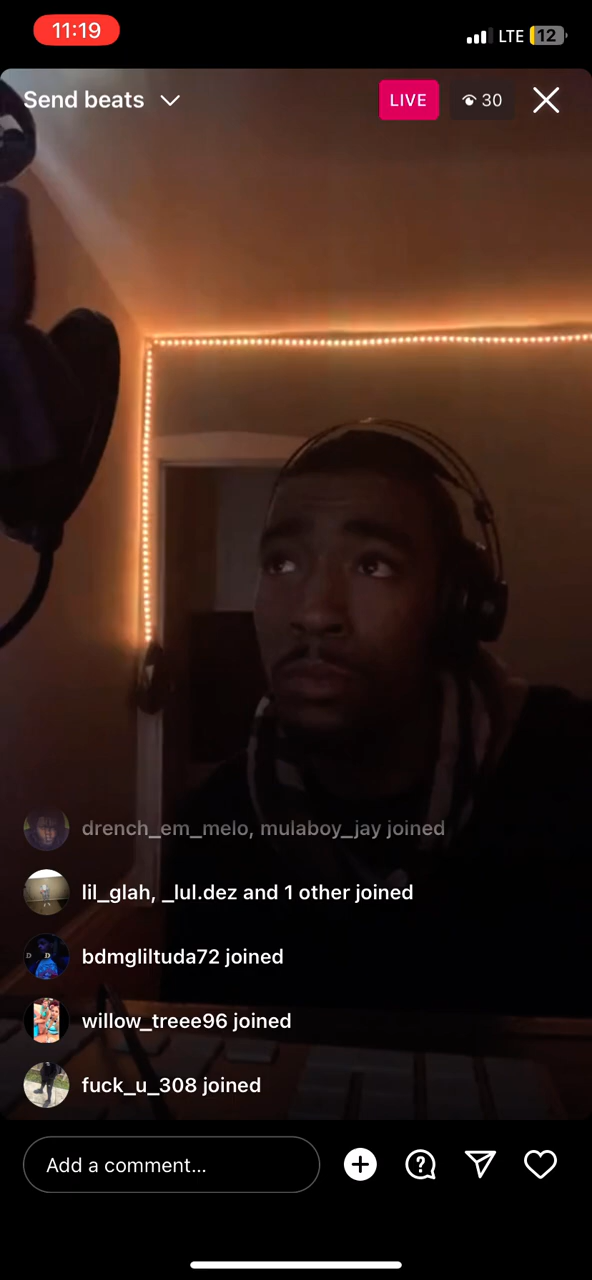 11:19
LTE 12
Send beats
LIVE
30
drench_em_melo, mulaboy_jay joined
lil_glah, _lul.dez and 1 other joined
bdmgliltuda72 joined
willow_treee96 joined
fuck_u_308 joined
Add a comment...